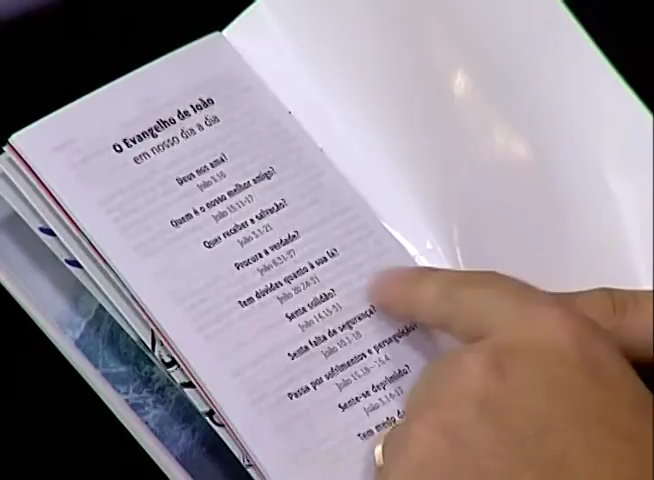 O Evangelho de João
em nosso dia a dia
Deus nos ama?
João 3.16
Quem é o nosso melhor amigo?
João 15.11-17
Quer receber a salvação?
João 3.1-21
Procura a verdade?
João 8.31-37
Tem dúvidas quanto à sua fé?
João 20.24-31
Sente solidão?
João 14.15-31
Sente falta de segurança?
João 10.1-18
Passa por sofrimentos e perseguições?
João 15.18—16.4
Sente-se deprimido?
João 3.14-17
Tem medo da